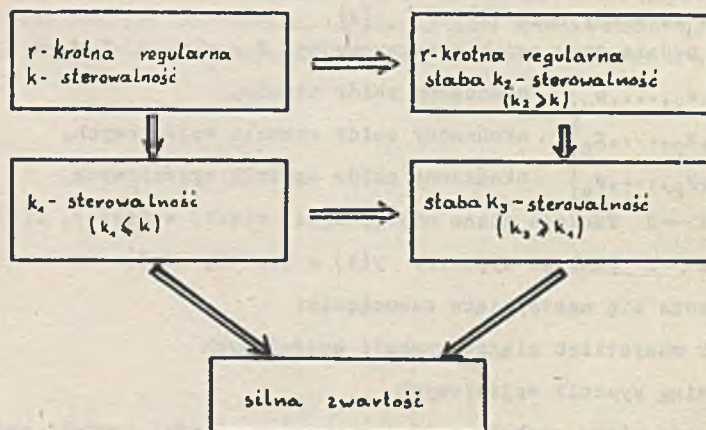 r-krotna regularna
k- sterowalność
r-krotna regularna
słaba k₂-sterowalność
(k₂ > k)
k₁- sterowalność
(k₁ ⩽ k)
słaba k₃-sterowalność
(k₃ ⩾ k₁)
silna zwartość